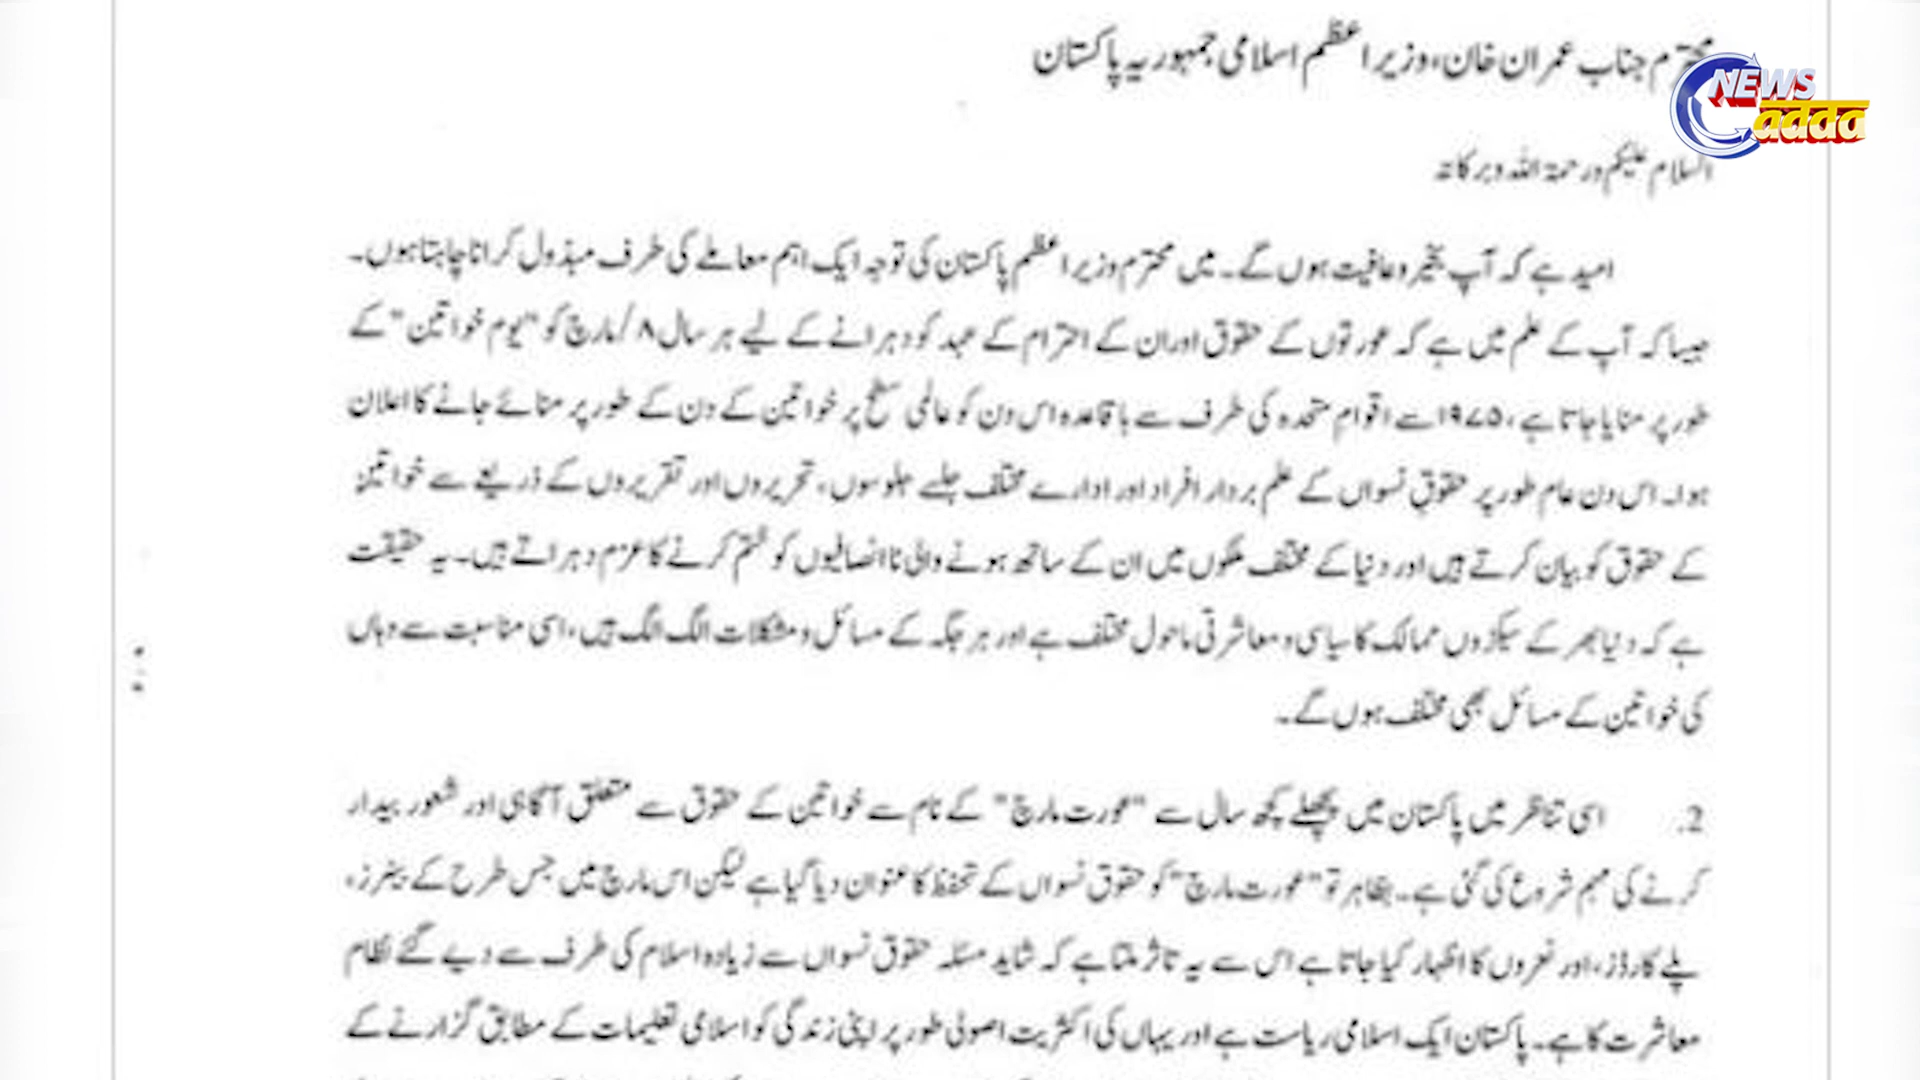 محترم جناب عمران خان، وزیر اعظم اسلامی جمہوریہ پاکستان
NEWS
adda
السلام علیکم ورحمۃ اللہ وبرکاتہ
امید ہے کہ آپ بخیر وعافیت ہوں گے۔ میں محترم وزیر اعظم پاکستان کی توجہ ایک اہم معاملے کی طرف مبذول کرانا چاہتا ہوں۔
جیسا کہ آپ کے علم میں ہے کہ عورتوں کے حقوق اور ان کے احترام کے عہد کو دہرانے کے لیے ہر سال ۸/مارچ کو "یوم خواتین" کے
طور پر منایا جاتا ہے، ۱۹۷۵ سے اقوام متحدہ کی طرف سے باقاعدہ اس دن کو عالمی سطح پر خواتین کے دن کے طور پر منائے جانے کا اعلان
ہوا۔ اس دن عام طور پر حقوقِ نسواں کے علم بردار افراد اور ادارے مختلف جلسے جلوسوں، تحریروں اور تقریروں کے ذریعے سے خواتین
کے حقوق کو بیان کرتے ہیں اور دنیا کے مختلف ملکوں میں ان کے ساتھ ہونے والی ناانصافیوں کو ختم کرنے کا عزم دہراتے ہیں۔ یہ حقیقت
ہے کہ دنیا بھر کے سیکڑوں ممالک کا سیاسی و معاشرتی ماحول مختلف ہے اور ہر جگہ کے مسائل و مشکلات الگ الگ ہیں، اسی مناسبت سے وہاں
کی خواتین کے مسائل بھی مختلف ہوں گے۔
2. اسی تناظر میں پاکستان میں پچھلے کچھ سال سے "عورت مارچ" کے نام سے خواتین کے حقوق سے متعلق آگاہی اور شعور بیدار
کرنے کی مہم شروع کی گئی ہے۔ بظاہر تو "عورت مارچ" کو حقوق نسواں کے تحفظ کا عنوان دیا گیا ہے لیکن اس مارچ میں جس طرح کے بینرز،
پلے کارڈز، اور نعروں کا اظہار کیا جاتا ہے اس سے یہ تاثر ملتا ہے کہ شاید مسئلہ حقوق نسواں سے زیادہ اسلام کی طرف سے دیے گئے نظام
معاشرت کا ہے۔ پاکستان ایک اسلامی ریاست ہے اور یہاں کی اکثریت اصولی طور پر اپنی زندگی کو اسلامی تعلیمات کے مطابق گزارنے کے